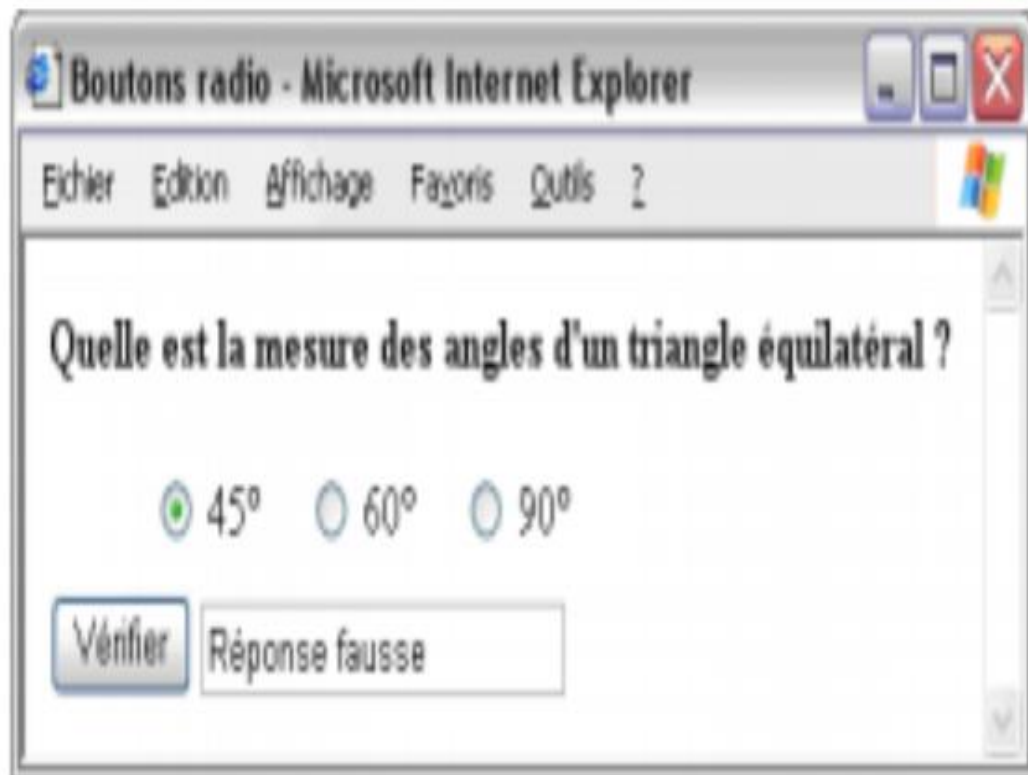 Boutons radio - Microsoft Internet Explorer
Fichier Edition Affichage Favoris Outils ?
Quelle est la mesure des angles d'un triangle équilatéral ?
45° 60° 90°
Vérifier Réponse fausse